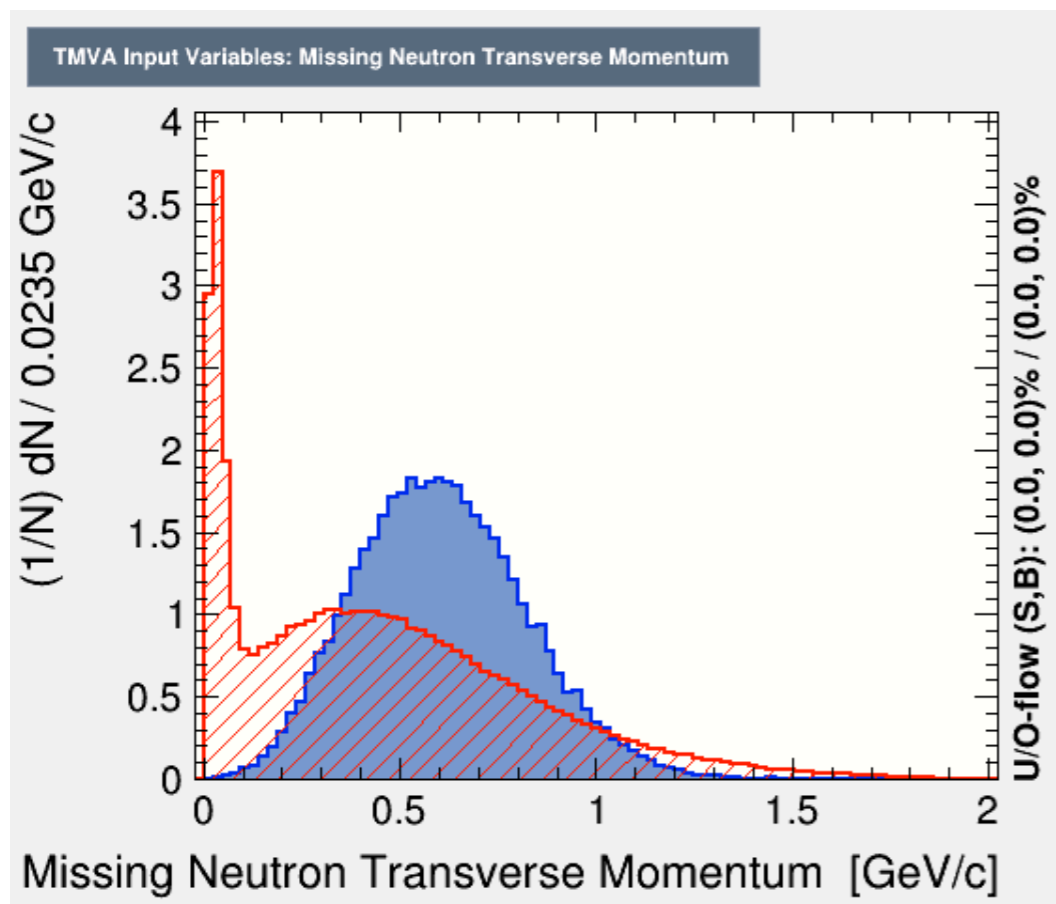 TMVA Input Variables: Missing Neutron Transverse Momentum
(1/N) dN / 0.0235 GeV/c
4
3.5
3
2.5
2
1.5
1
0.5
0
0 0.5 1 1.5 2
Missing Neutron Transverse Momentum [GeV/c]
U/O-flow (S,B): (0.0, 0.0)% / (0.0, 0.0)%